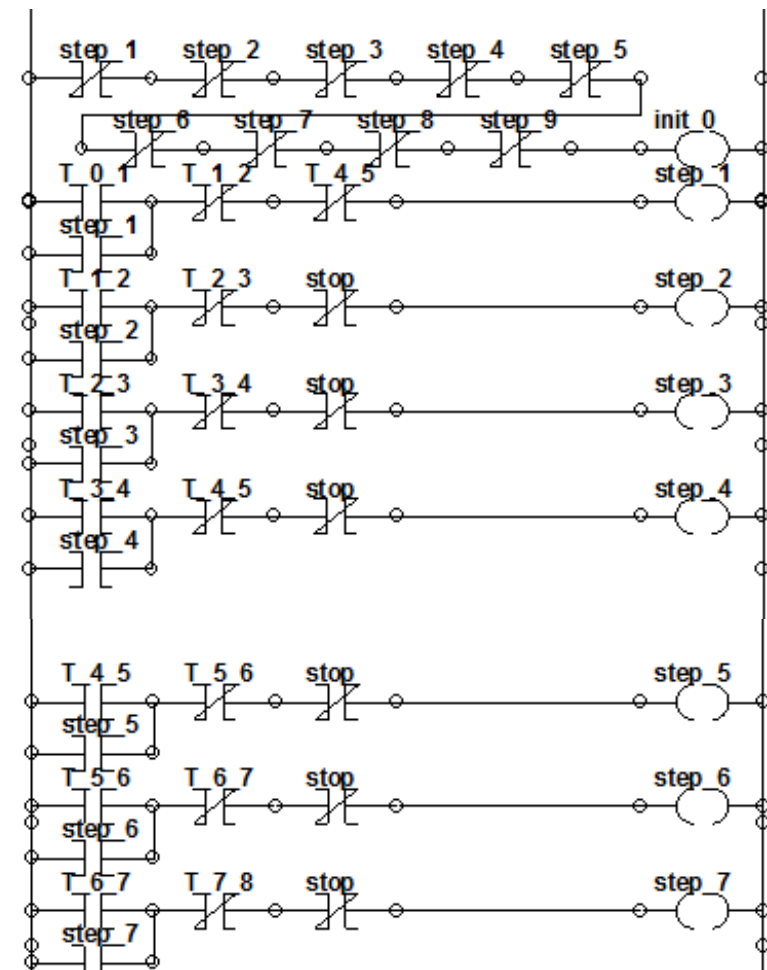 step_1 step_2 step_3 step_4 step_5
step_6 step_7 step_8 step_9 init_0
T_0_1 T_1_2 T_4_5 step_1
step_1
T_1_2 T_2_3 stop step_2
step_2
T_2_3 T_3_4 stop step_3
step_3
T_3_4 T_4_5 stop step_4
step_4
T_4_5 T_5_6 stop step_5
step_5
T_5_6 T_6_7 stop step_6
step_6
T_6_7 T_7_8 stop step_7
step_7